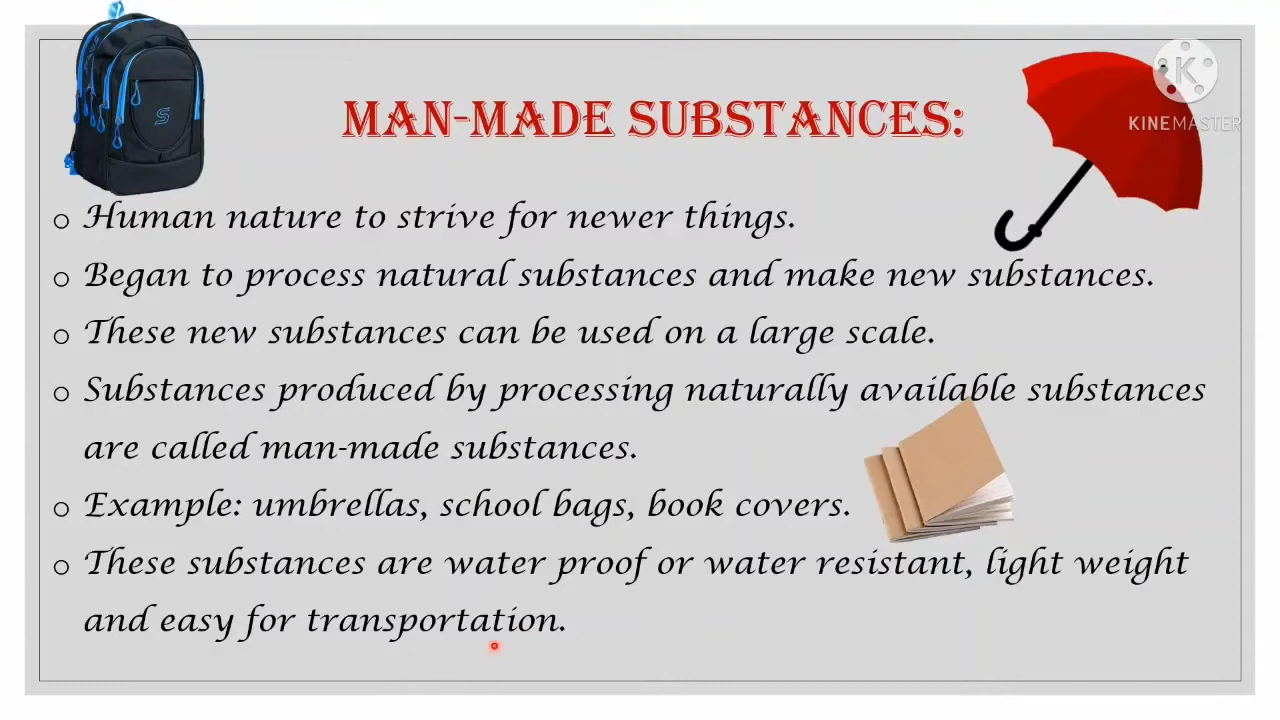 MAN-MADE SUBSTANCES:
K
KINEMASTER
S
o Human nature to strive for newer things.
o Began to process natural substances and make new substances.
o These new substances can be used on a large scale.
o Substances produced by processing naturally available substances
are called man-made substances.
o Example: umbrellas, school bags, book covers.
o These substances are water proof or water resistant, light weight
and easy for transportation.